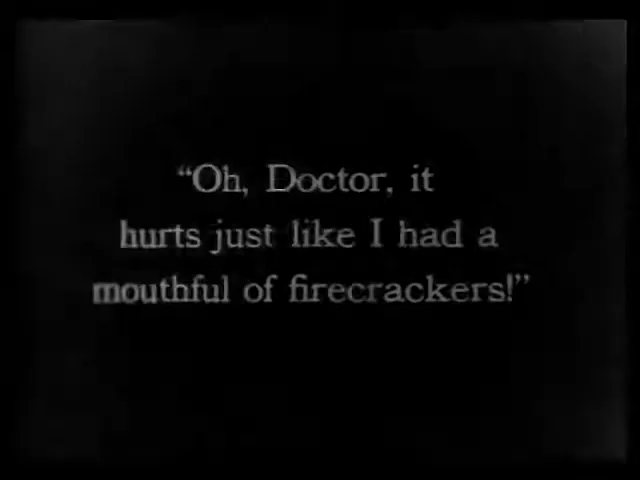 “Oh, Doctor, it
hurts just like I had a
mouthful of firecrackers!”